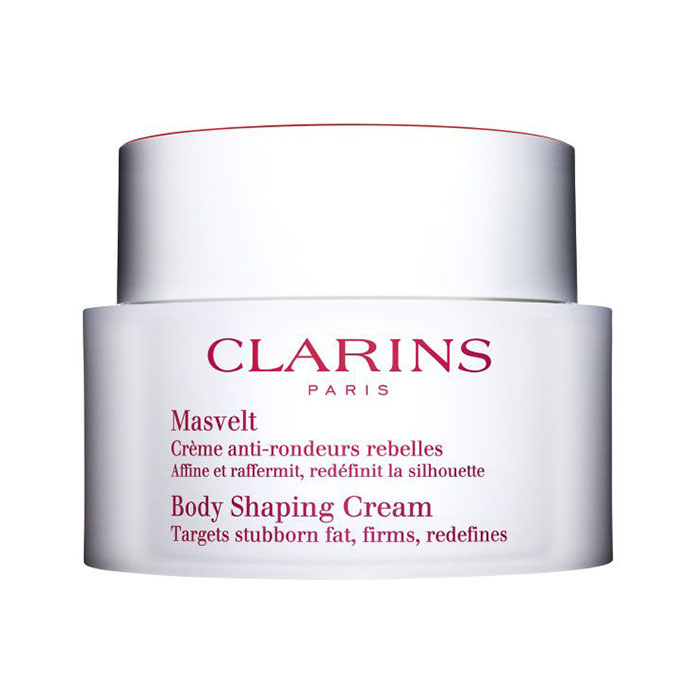 CLARINS
PARIS
Masvelt
Crème anti-rondeurs rebelles
Affine et raffermit, redéfinit la silhouette
Body Shaping Cream
Targets stubborn fat, firms, redefines